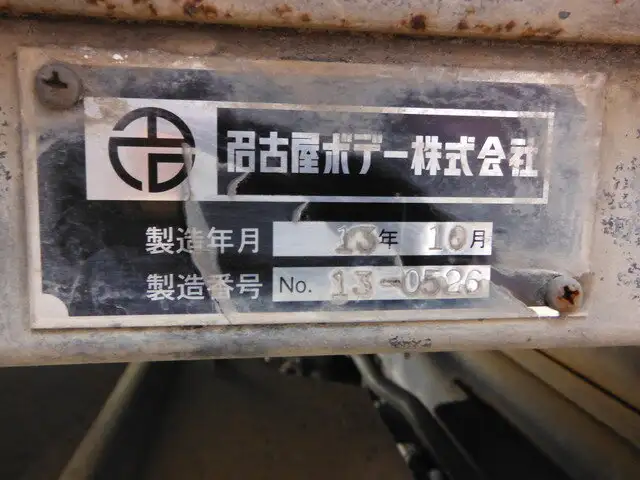 名古屋ボデー株式会社
製造年月 13年 10月
製造番号 No. 13-0526